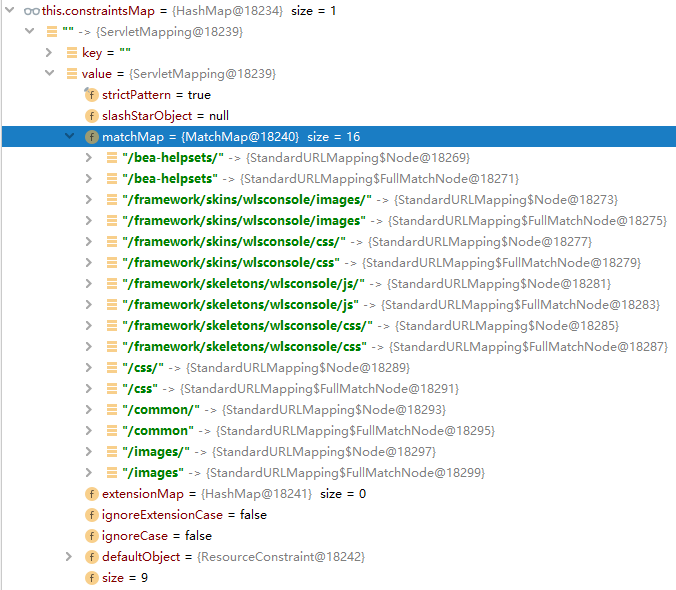 this.constraintsMap = {HashMap@18234} size = 1
"" -> {ServletMapping@18239}
key = ""
value = {ServletMapping@18239}
strictPattern = true
slashStarObject = null
matchMap = {MatchMap@18240} size = 16
"/bea-helpsets/" -> {StandardURLMapping$Node@18269}
"/bea-helpsets" -> {StandardURLMapping$FullMatchNode@18271}
"/framework/skins/wlsconsole/images/" -> {StandardURLMapping$Node@18273}
"/framework/skins/wlsconsole/images" -> {StandardURLMapping$FullMatchNode@18275}
"/framework/skins/wlsconsole/css/" -> {StandardURLMapping$Node@18277}
"/framework/skins/wlsconsole/css" -> {StandardURLMapping$FullMatchNode@18279}
"/framework/skeletons/wlsconsole/js/" -> {StandardURLMapping$Node@18281}
"/framework/skeletons/wlsconsole/js" -> {StandardURLMapping$FullMatchNode@18283}
"/framework/skeletons/wlsconsole/css/" -> {StandardURLMapping$Node@18285}
"/framework/skeletons/wlsconsole/css" -> {StandardURLMapping$FullMatchNode@18287}
"/css/" -> {StandardURLMapping$Node@18289}
"/css" -> {StandardURLMapping$FullMatchNode@18291}
"/common/" -> {StandardURLMapping$Node@18293}
"/common" -> {StandardURLMapping$FullMatchNode@18295}
"/images/" -> {StandardURLMapping$Node@18297}
"/images" -> {StandardURLMapping$FullMatchNode@18299}
extensionMap = {HashMap@18241} size = 0
ignoreExtensionCase = false
ignoreCase = false
defaultObject = {ResourceConstraint@18242}
size = 9